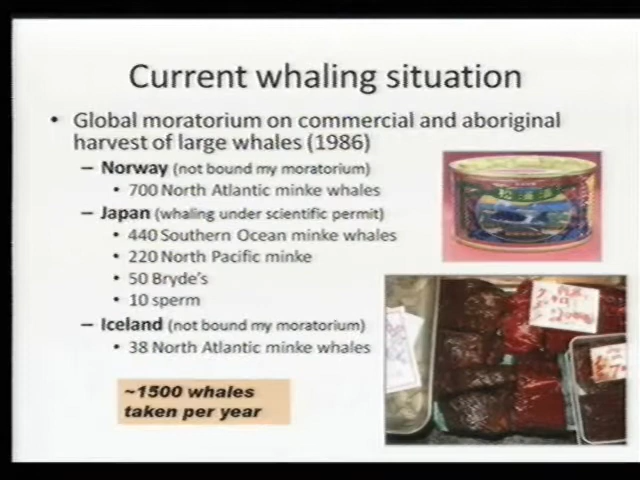 Current whaling situation
• Global moratorium on commercial and aboriginal
harvest of large whales (1986)
– Norway (not bound my moratorium)
• 700 North Atlantic minke whales
– Japan (whaling under scientific permit)
• 440 Southern Ocean minke whales
• 220 North Pacific minke
• 50 Bryde's
• 10 sperm
– Iceland (not bound my moratorium)
• 38 North Atlantic minke whales
~1500 whales
taken per year